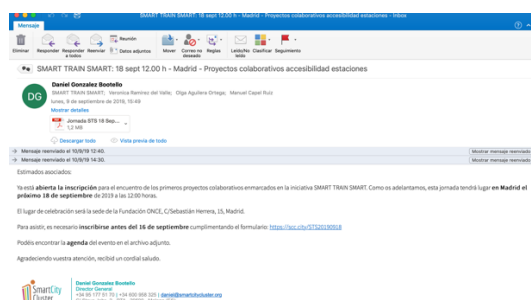 SMART TRAIN SMART: 18 sept 12.00 h - Madrid - Proyectos colaborativos accesibilidad estaciones - Inbox
Mensaje
Eliminar Responder Responder a todos Reenviar Reunión Datos adjuntos Mover Correo no deseado Reglas Leído/No leído Clasificar Seguimiento
SMART TRAIN SMART: 18 sept 12.00 h - Madrid - Proyectos colaborativos accesibilidad estaciones
DG
Daniel Gonzalez Bootello
SMART TRAIN SMART; Veronica Ramirez del Valle; Olga Aguilera Ortega; Manuel Capel Ruiz
lunes, 9 de septiembre de 2019, 15:49
Mostrar detalles
Jornada STS 18 Sep...
1,2 MB
Descargar todo Vista previa de todo
Mensaje reenviado el 10/9/19 12:40. Mostrar mensaje reenviado
Mensaje reenviado el 10/9/19 14:30. Mostrar mensaje reenviado
Estimados asociados:
Ya está abierta la inscripción para el encuentro de los primeros proyectos colaborativos enmarcados en la iniciativa SMART TRAIN SMART. Como os adelantamos, esta jornada tendrá lugar en Madrid el
próximo 18 de septiembre de 2019 a las 12:00 horas.
El lugar de celebración será la sede de la Fundación ONCE, C/Sebastián Herrera, 15, Madrid.
Para asistir, es necesario inscribirse antes del 16 de septiembre cumplimentando el formulario: https://scc.city/STS20190918
Podéis encontrar la agenda del evento en el archivo adjunto.
Agradeciendo vuestra atención, recibid un cordial saludo.
SmartCity
Cluster
Daniel Gonzalez Bootello
Director General
daniel@smartcitycluster.org